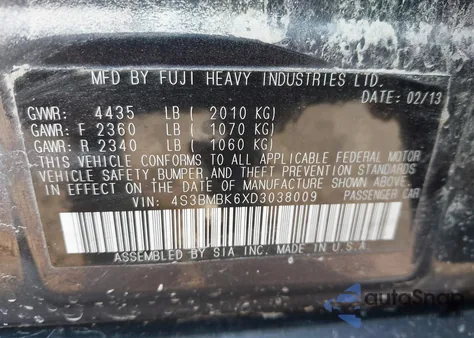 MFD BY FUJI HEAVY INDUSTRIES LTD.
DATE: 02/13
GVWR: 4435 LB ( 2010 KG)
GAWR: F 2360 LB ( 1070 KG)
GAWR: R 2340 LB ( 1060 KG)
THIS VEHICLE CONFORMS TO ALL APPLICABLE FEDERAL MOTOR
VEHICLE SAFETY, BUMPER, AND THEFT PREVENTION STANDARDS
IN EFFECT ON THE DATE OF MANUFACTURE SHOWN ABOVE.
VIN: 4S3BMBK6XD3038009 PASSENGER CAR
ASSEMBLED BY SIA INC. MADE IN U.S.A.
autoSnap